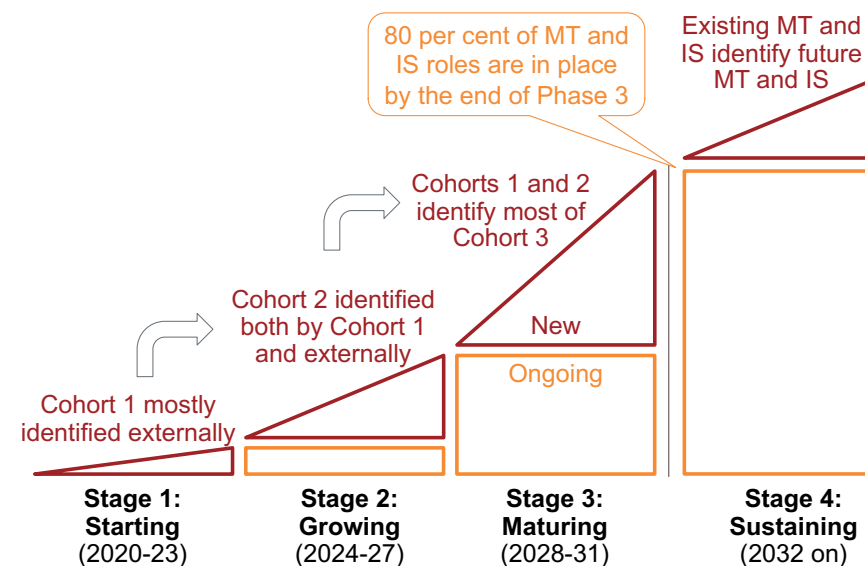 80 per cent of MT and
IS roles are in place
by the end of Phase 3
Existing MT and
IS identify future
MT and IS
Cohorts 1 and 2
identify most of
Cohort 3
Cohort 2 identified
both by Cohort 1
and externally
New
Ongoing
Cohort 1 mostly
identified externally
Stage 1:
Starting
(2020-23)
Stage 2:
Growing
(2024-27)
Stage 3:
Maturing
(2028-31)
Stage 4:
Sustaining
(2032 on)